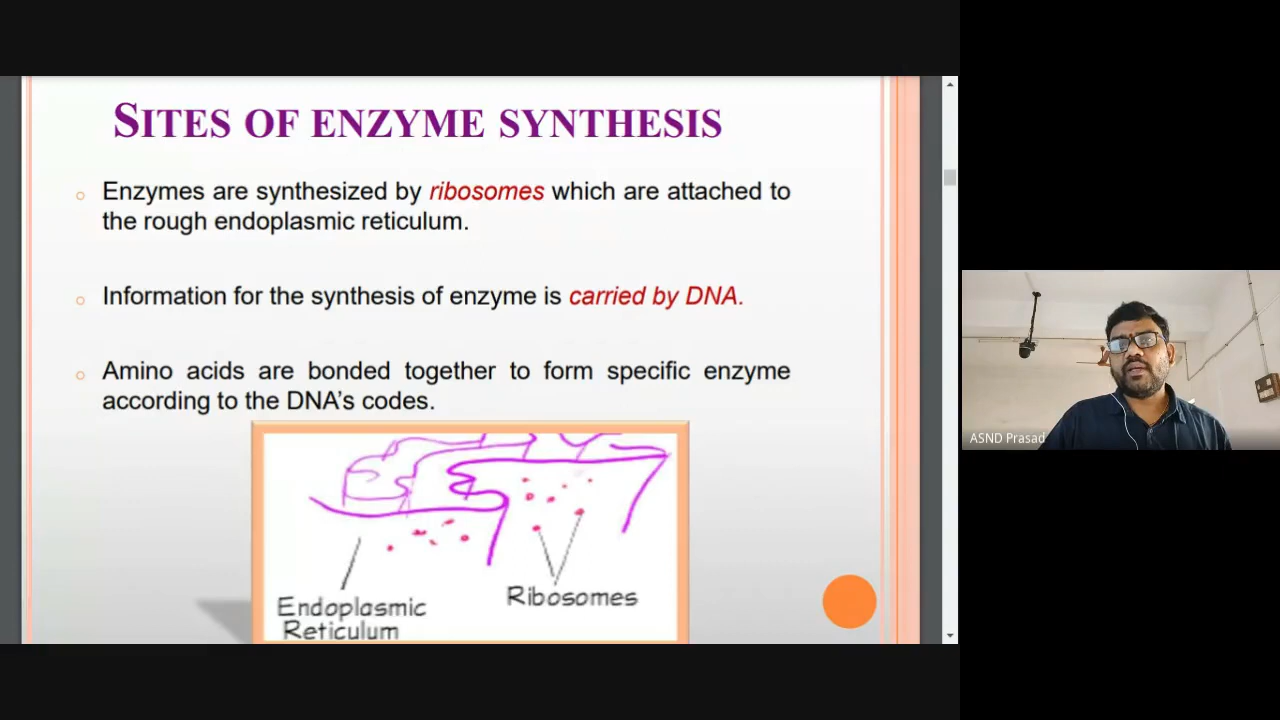 SITES OF ENZYME SYNTHESIS
Enzymes are synthesized by ribosomes which are attached to
the rough endoplasmic reticulum.
Information for the synthesis of enzyme is carried by DNA.
Amino acids are bonded together to form specific enzyme
according to the DNA's codes.
Endoplasmic
Reticulum
Ribosomes
ASND Prasad